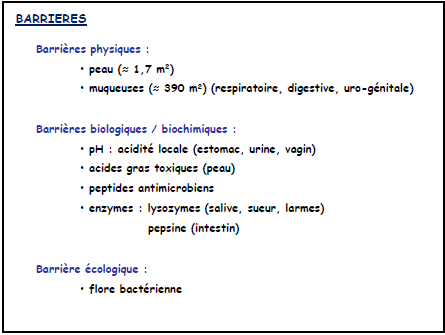 BARRIERES
Barrières physiques :
• peau (≈ 1,7 m²)
• muqueuses (≈ 390 m²) (respiratoire, digestive, uro-génitale)
Barrières biologiques / biochimiques :
• pH : acidité locale (estomac, urine, vagin)
• acides gras toxiques (peau)
• peptides antimicrobiens
• enzymes : lysozymes (salive, sueur, larmes)
pepsine (intestin)
Barrière écologique :
• flore bactérienne